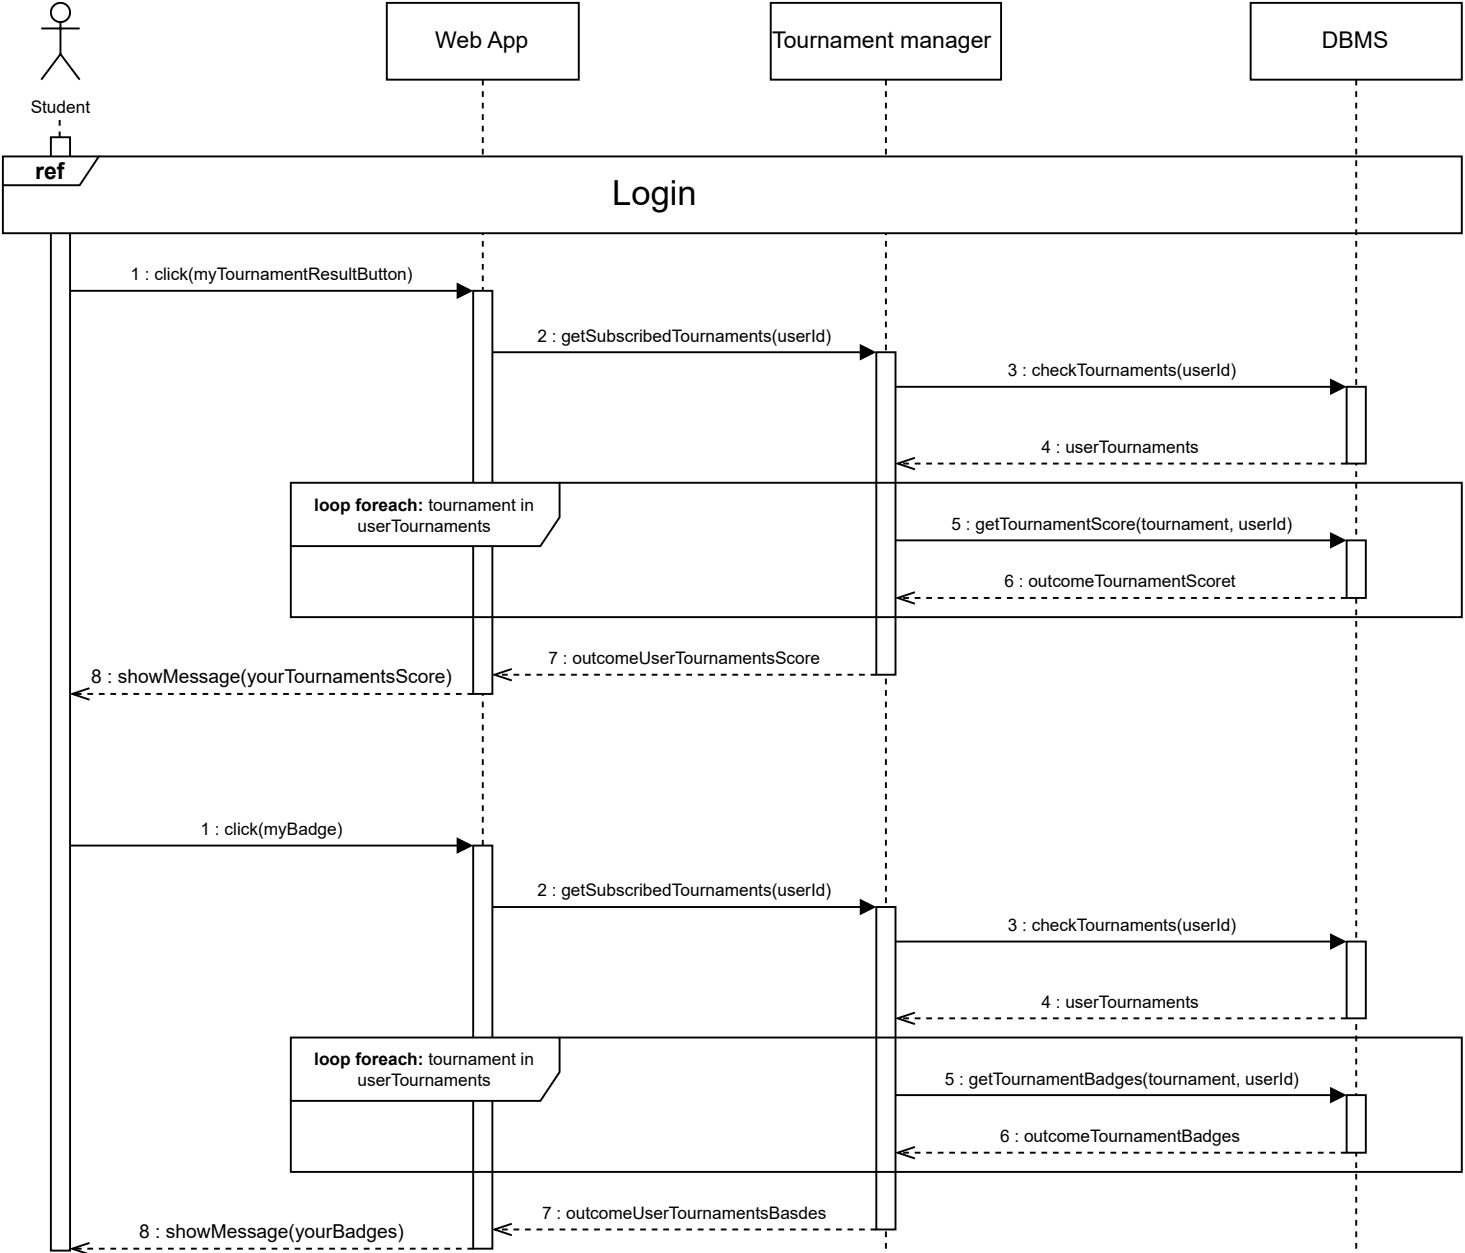 Student
Web App
Tournament manager
DBMS
ref
Login
1 : click(myTournamentResultButton)
2 : getSubscribedTournaments(userId)
3 : checkTournaments(userId)
4 : userTournaments
loop foreach: tournament in
userTournaments
5 : getTournamentScore(tournament, userId)
6 : outcomeTournamentScoret
7 : outcomeUserTournamentsScore
8 : showMessage(yourTournamentsScore)
1 : click(myBadge)
2 : getSubscribedTournaments(userId)
3 : checkTournaments(userId)
4 : userTournaments
loop foreach: tournament in
userTournaments
5 : getTournamentBadges(tournament, userId)
6 : outcomeTournamentBadges
7 : outcomeUserTournamentsBasdes
8 : showMessage(yourBadges)